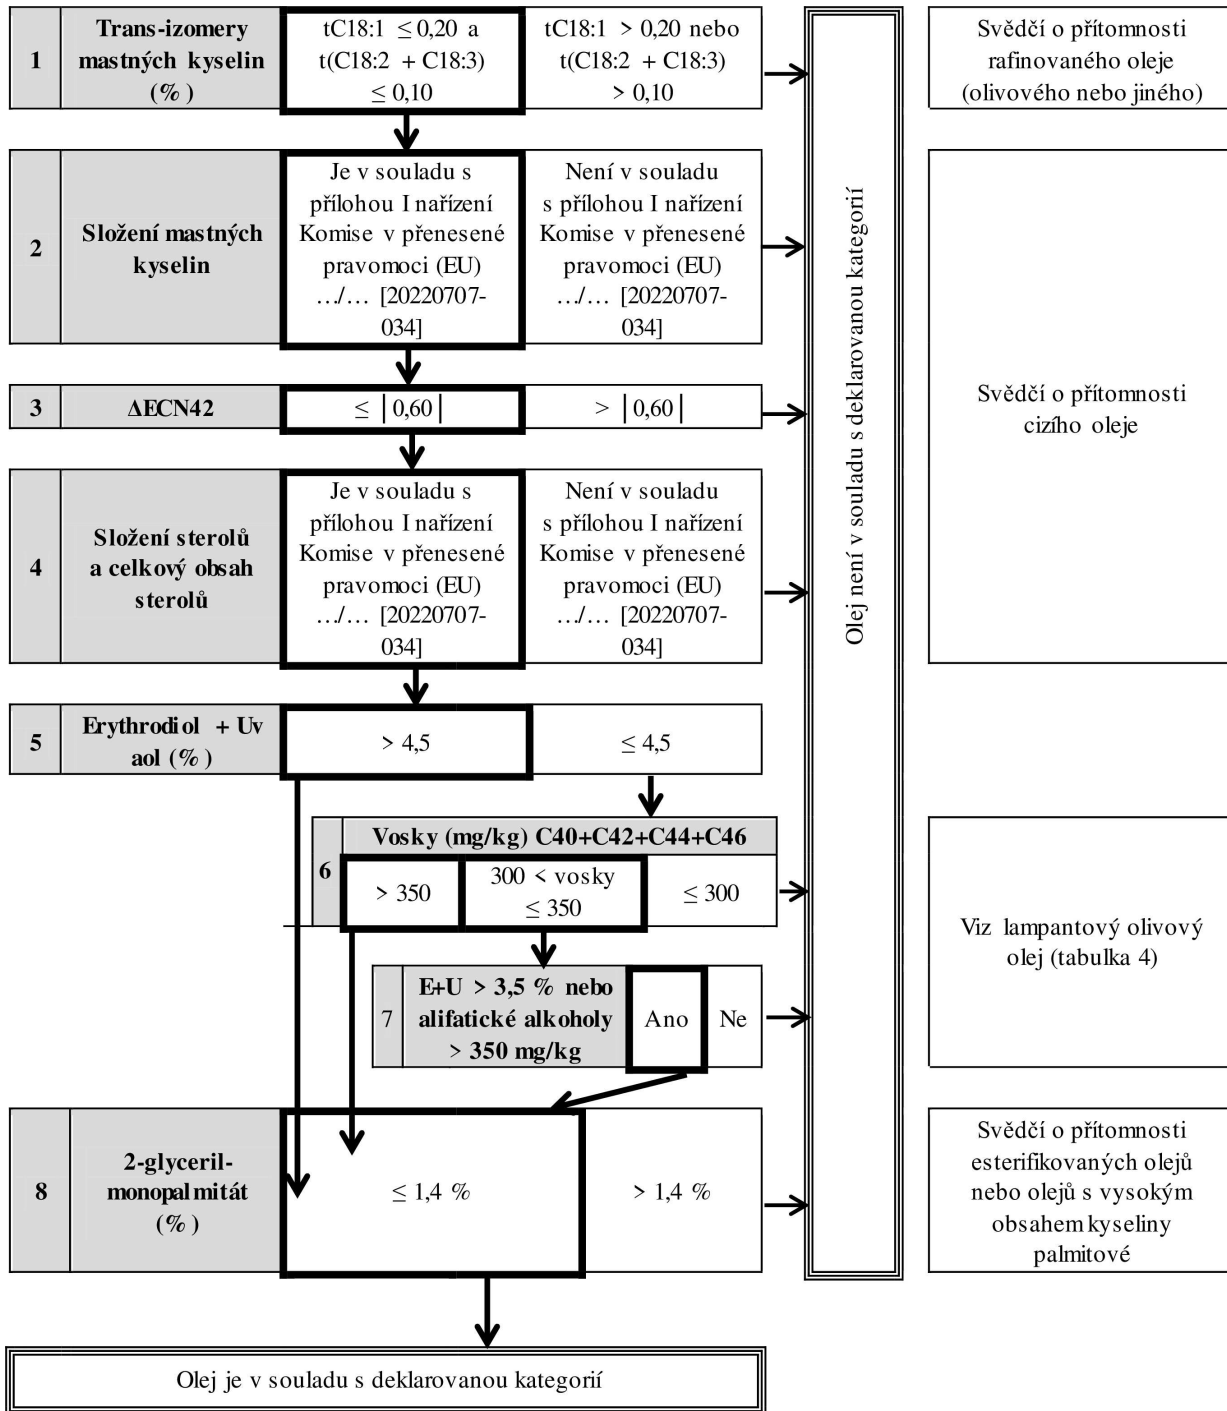 1
Trans-izomery
mastných kyselin
(%)
tC18:1 ≤ 0,20 a
t(C18:2 + C18:3)
≤ 0,10
tC18:1 > 0,20 nebo
t(C18:2 + C18:3)
> 0,10
Svědčí o přítomnosti
rafinovaného oleje
(olivového nebo jiného)
2
Složení mastných
kyselin
Je v souladu s
přílohou I nařízení
Komise v přenesené
pravomoci (EU)
…/… [20220707-
034]
Není v souladu
s přílohou I nařízení
Komise v přenesené
pravomoci (EU)
…/… [20220707-
034]
Olej není v souladu s deklarovanou kategorií
Svědčí o přítomnosti
cizího oleje
3
ΔECN42
≤ |0,60|
> |0,60|
4
Složení sterolů
a celkový obsah
sterolů
Je v souladu s
přílohou I nařízení
Komise v přenesené
pravomoci (EU)
…/… [20220707-
034]
Není v souladu
s přílohou I nařízení
Komise v přenesené
pravomoci (EU)
…/… [20220707-
034]
5
Erythrodiol + Uv
aol (%)
> 4,5
≤ 4,5
6
Vosky (mg/kg) C40+C42+C44+C46
> 350
300 < vosky
≤ 350
≤ 300
Viz lampantový olivový
olej (tabulka 4)
7
E+U > 3,5 % nebo
alifatické alkoholy
> 350 mg/kg
Ano
Ne
8
2-glyceril-
monopalmitát
(%)
≤ 1,4 %
> 1,4 %
Svědčí o přítomnosti
esterifikovaných olejů
nebo olejů s vysokým
obsahem kyseliny
palmitové
Olej je v souladu s deklarovanou kategorií